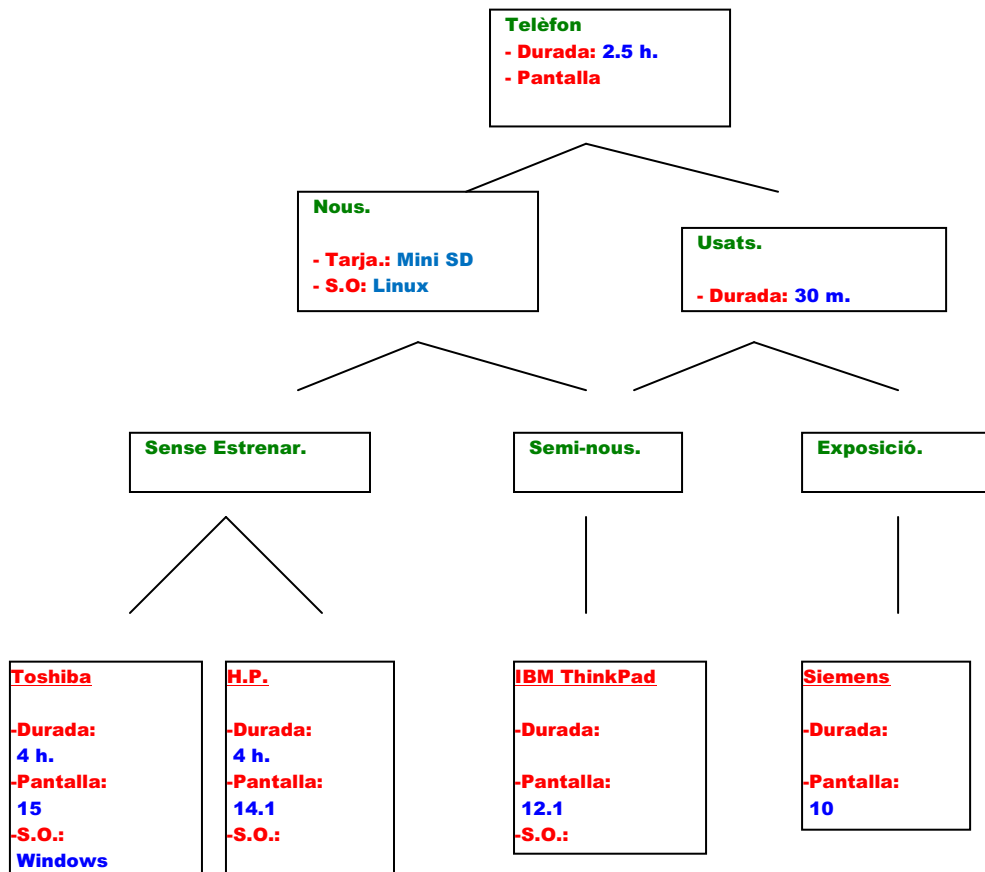 Telèfon
- Durada: 2.5 h.
- Pantalla
Nous.
- Tarja.: Mini SD
- S.O: Linux
Usats.
- Durada: 30 m.
Sense Estrenar.
Semi-nous.
Exposició.
Toshiba
-Durada:
4 h.
-Pantalla:
15
-S.O.:
Windows
H.P.
-Durada:
4 h.
-Pantalla:
14.1
-S.O.:
IBM ThinkPad
-Durada:
-Pantalla:
12.1
-S.O.:
Siemens
-Durada:
-Pantalla:
10